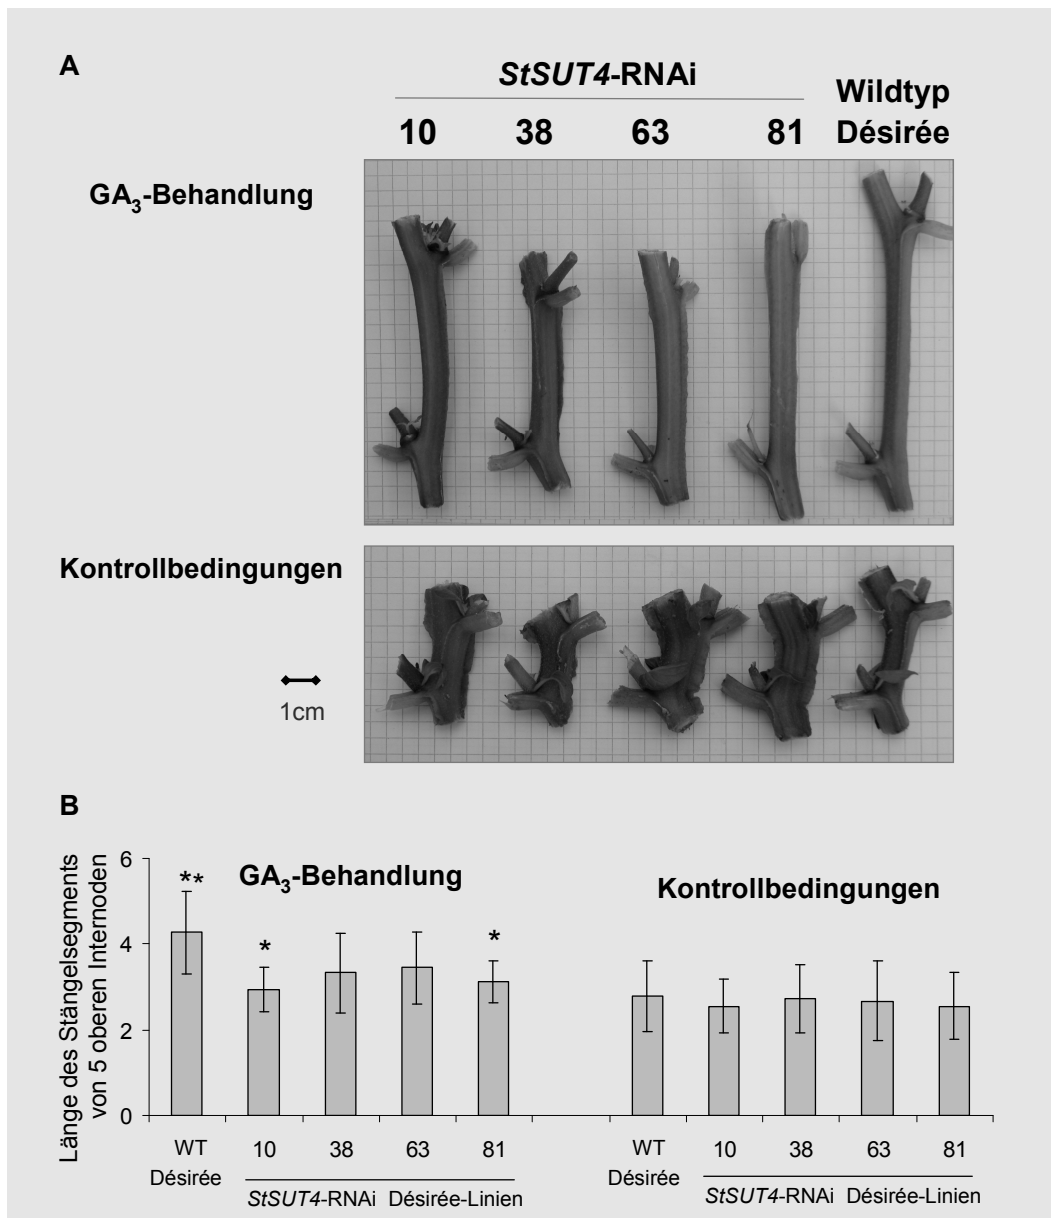 A
StSUT4-RNAi
Wildtyp
Désirée
10 38 63 81
GA3-Behandlung
Kontrollbedingungen
1cm
B
Länge des Stängelsegments
von 5 oberen Internoden
6
4
2
0
**
*
*
GA3-Behandlung
Kontrollbedingungen
WT
Désirée
10 38 63 81
StSUT4-RNAi Désirée-Linien
WT
Désirée
10 38 63 81
StSUT4-RNAi Désirée-Linien